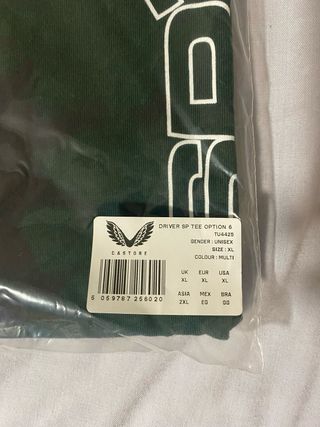 DRIVER SP TEE OPTION 6
TU4425
GENDER : UNISEX
SIZE : XL
COLOUR : MULTI
CASTORE
UK EUR USA
XL XL XL
ASIA MEX BRA
2XL EG GG
5 059787 256020